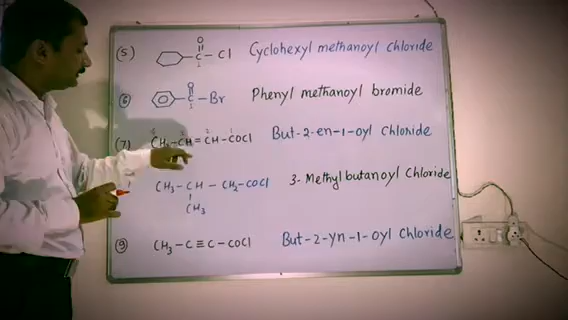 (5) O C – Cl Cyclohexyl methanoyl chloride
1
(6) O C – Br Phenyl methanoyl bromide
1
(7) CH₃–CH=CH–COCl But-2-en-1-oyl Chloride
CH₃–CH–CH₂–COCl 3-Methyl butanoyl Chloride
CH₃
(9) CH₃–C≡C–COCl But-2-yn-1-oyl Chloride